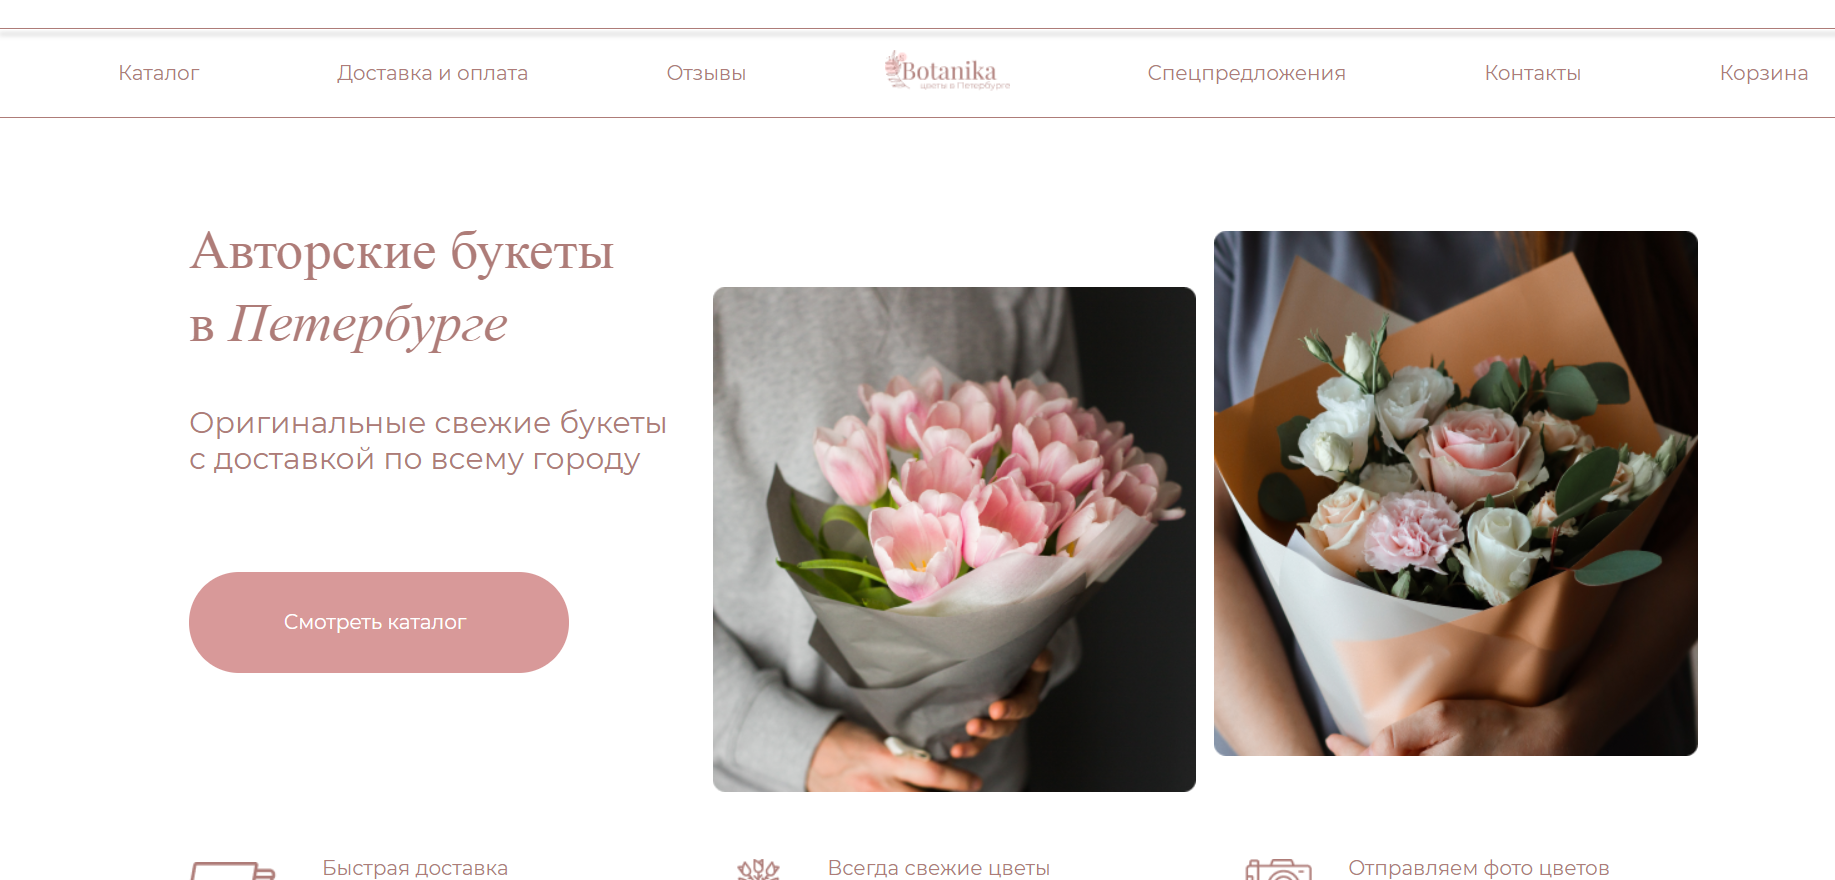 Каталог
Доставка и оплата
Отзывы
Botanika
цветы в Петербурге
Спецпредложения
Контакты
Корзина
Авторские букеты
в Петербурге
Оригинальные свежие букеты
с доставкой по всему городу
Смотреть каталог
Быстрая доставка
Всегда свежие цветы
Отправляем фото цветов